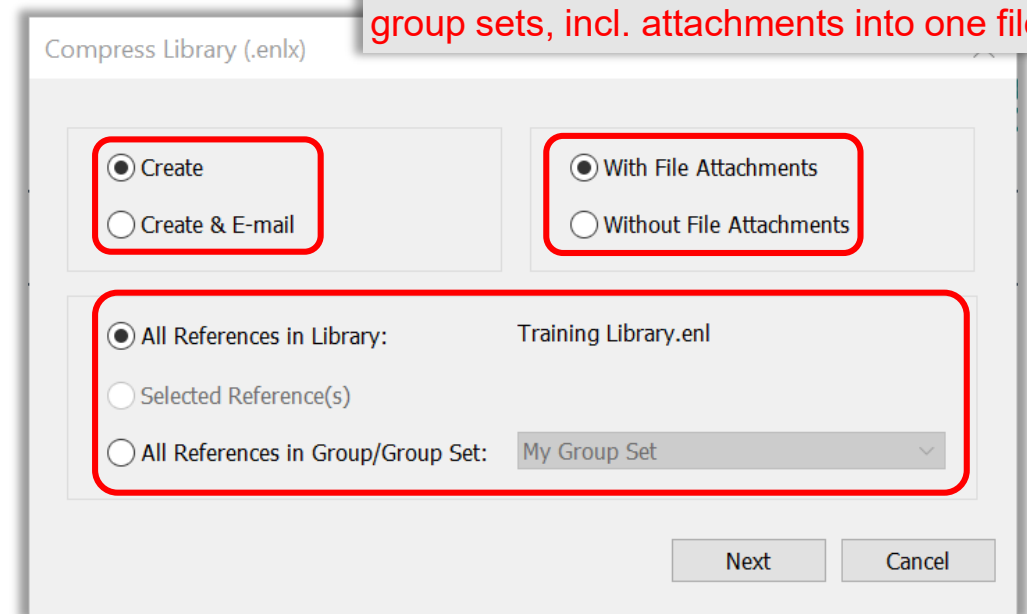 group sets, incl. attachments into one file
Compress Library (.enlx)
Create
With File Attachments
Create & E-mail
Without File Attachments
All References in Library: Training Library.enl
Selected Reference(s)
All References in Group/Group Set: My Group Set
Next Cancel